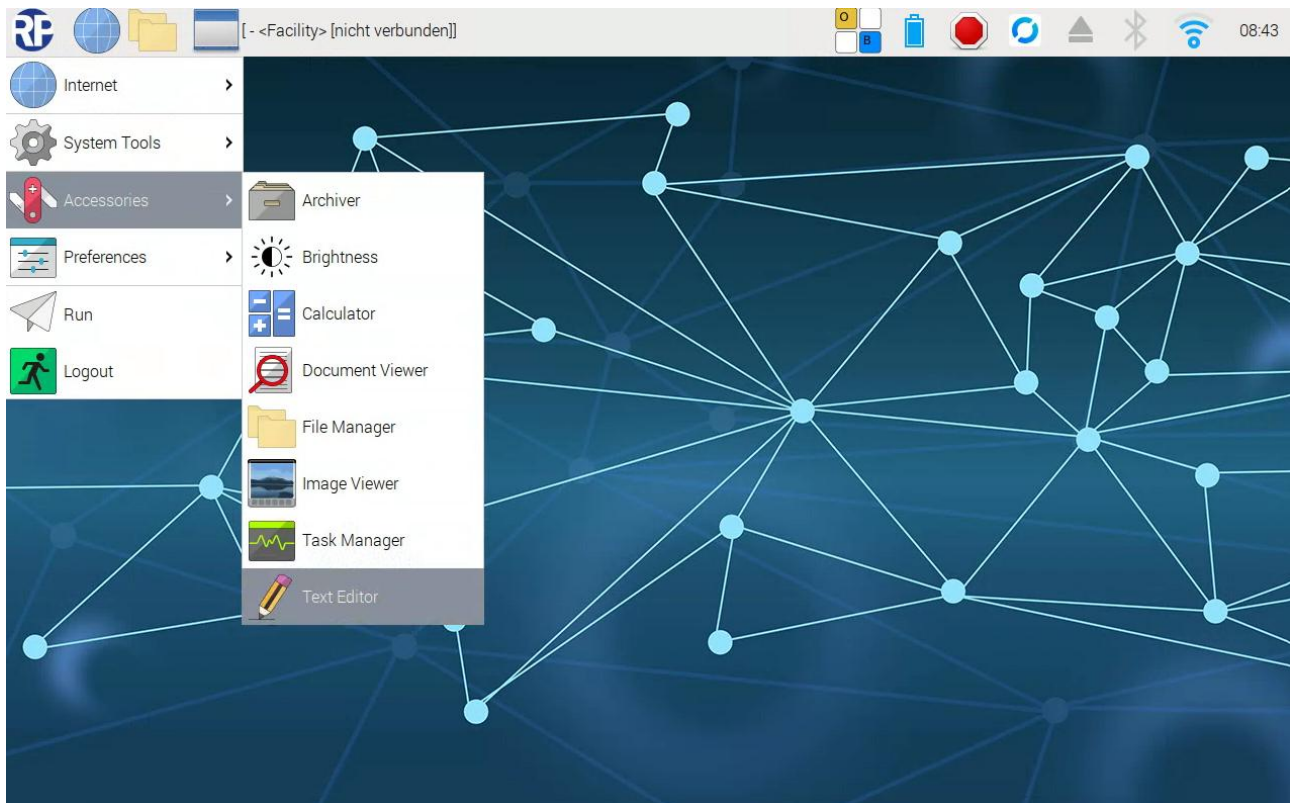 RP
[ - <Facility> [nicht verbunden]]
O
B
08:43
Internet
System Tools
Accessories
Preferences
Run
Logout
Archiver
Brightness
Calculator
Document Viewer
File Manager
Image Viewer
Task Manager
Text Editor